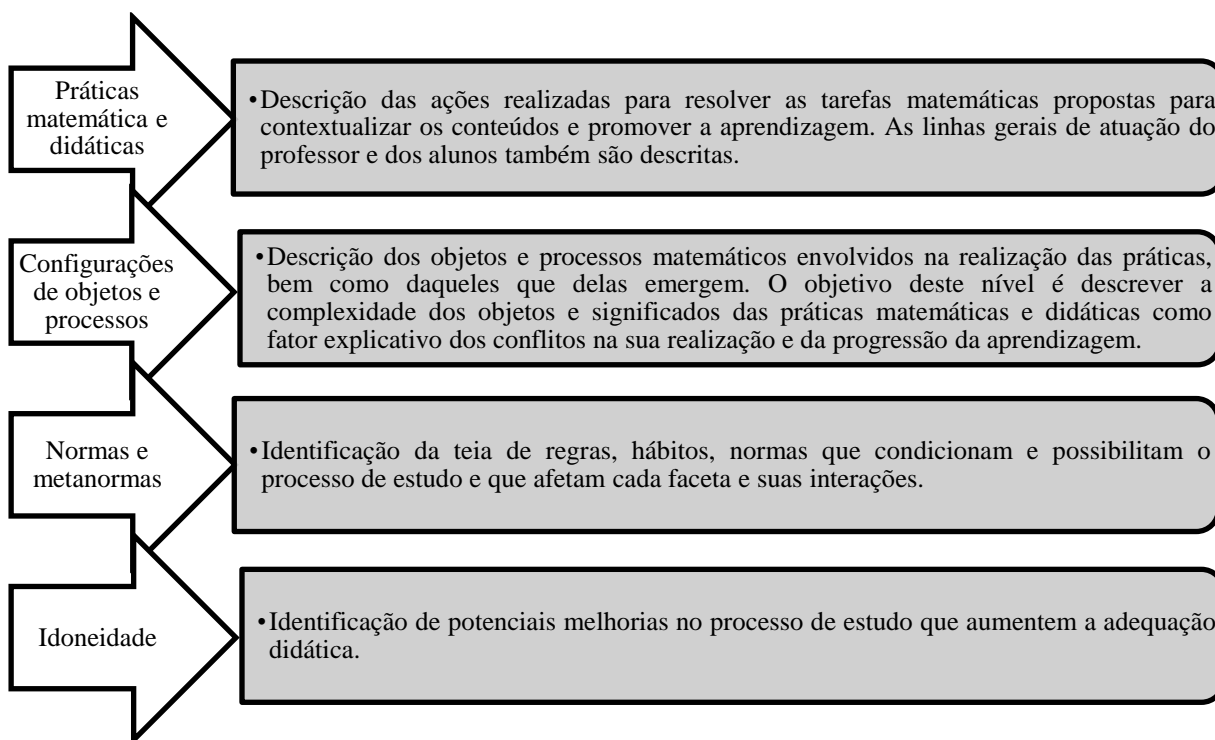 Práticas
matemática e
didáticas
•Descrição das ações realizadas para resolver as tarefas matemáticas propostas para
contextualizar os conteúdos e promover a aprendizagem. As linhas gerais de atuação do
professor e dos alunos também são descritas.
Configurações
de objetos e
processos
•Descrição dos objetos e processos matemáticos envolvidos na realização das práticas,
bem como daqueles que delas emergem. O objetivo deste nível é descrever a
complexidade dos objetos e significados das práticas matemáticas e didáticas como
fator explicativo dos conflitos na sua realização e da progressão da aprendizagem.
Normas e
metanormas
•Identificação da teia de regras, hábitos, normas que condicionam e possibilitam o
processo de estudo e que afetam cada faceta e suas interações.
Idoneidade
•Identificação de potenciais melhorias no processo de estudo que aumentem a adequação
didática.